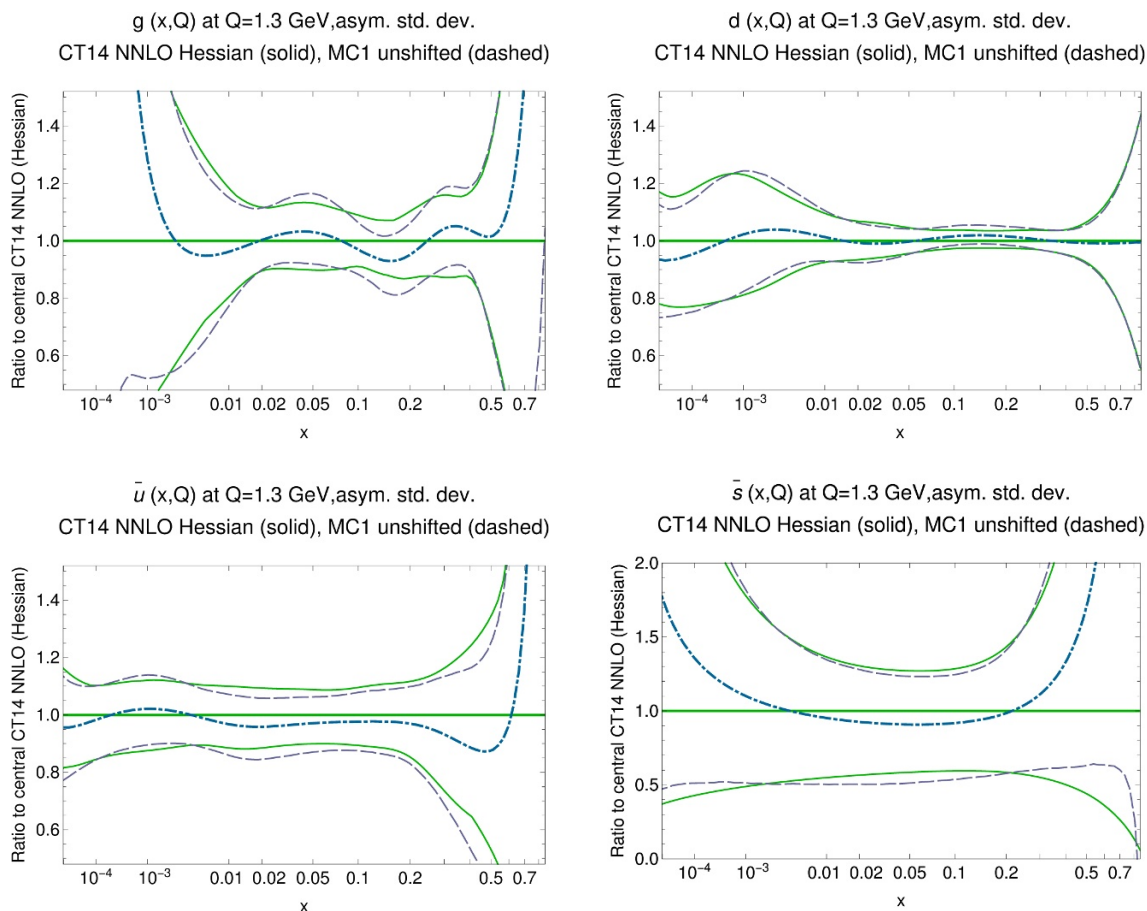 g (x,Q) at Q=1.3 GeV,asym. std. dev.
CT14 NNLO Hessian (solid), MC1 unshifted (dashed)
Ratio to central CT14 NNLO (Hessian)
1.4
1.2
1.0
0.8
0.6
10⁻⁴ 10⁻³ 0.01 0.02 0.05 0.1 0.2 0.5 0.7
x
d (x,Q) at Q=1.3 GeV,asym. std. dev.
CT14 NNLO Hessian (solid), MC1 unshifted (dashed)
Ratio to central CT14 NNLO (Hessian)
1.4
1.2
1.0
0.8
0.6
10⁻⁴ 10⁻³ 0.01 0.02 0.05 0.1 0.2 0.5 0.7
x
ū (x,Q) at Q=1.3 GeV,asym. std. dev.
CT14 NNLO Hessian (solid), MC1 unshifted (dashed)
Ratio to central CT14 NNLO (Hessian)
1.4
1.2
1.0
0.8
0.6
10⁻⁴ 10⁻³ 0.01 0.02 0.05 0.1 0.2 0.5 0.7
x
s̄ (x,Q) at Q=1.3 GeV,asym. std. dev.
CT14 NNLO Hessian (solid), MC1 unshifted (dashed)
Ratio to central CT14 NNLO (Hessian)
2.0
1.5
1.0
0.5
0.0
10⁻⁴ 10⁻³ 0.01 0.02 0.05 0.1 0.2 0.5 0.7
x